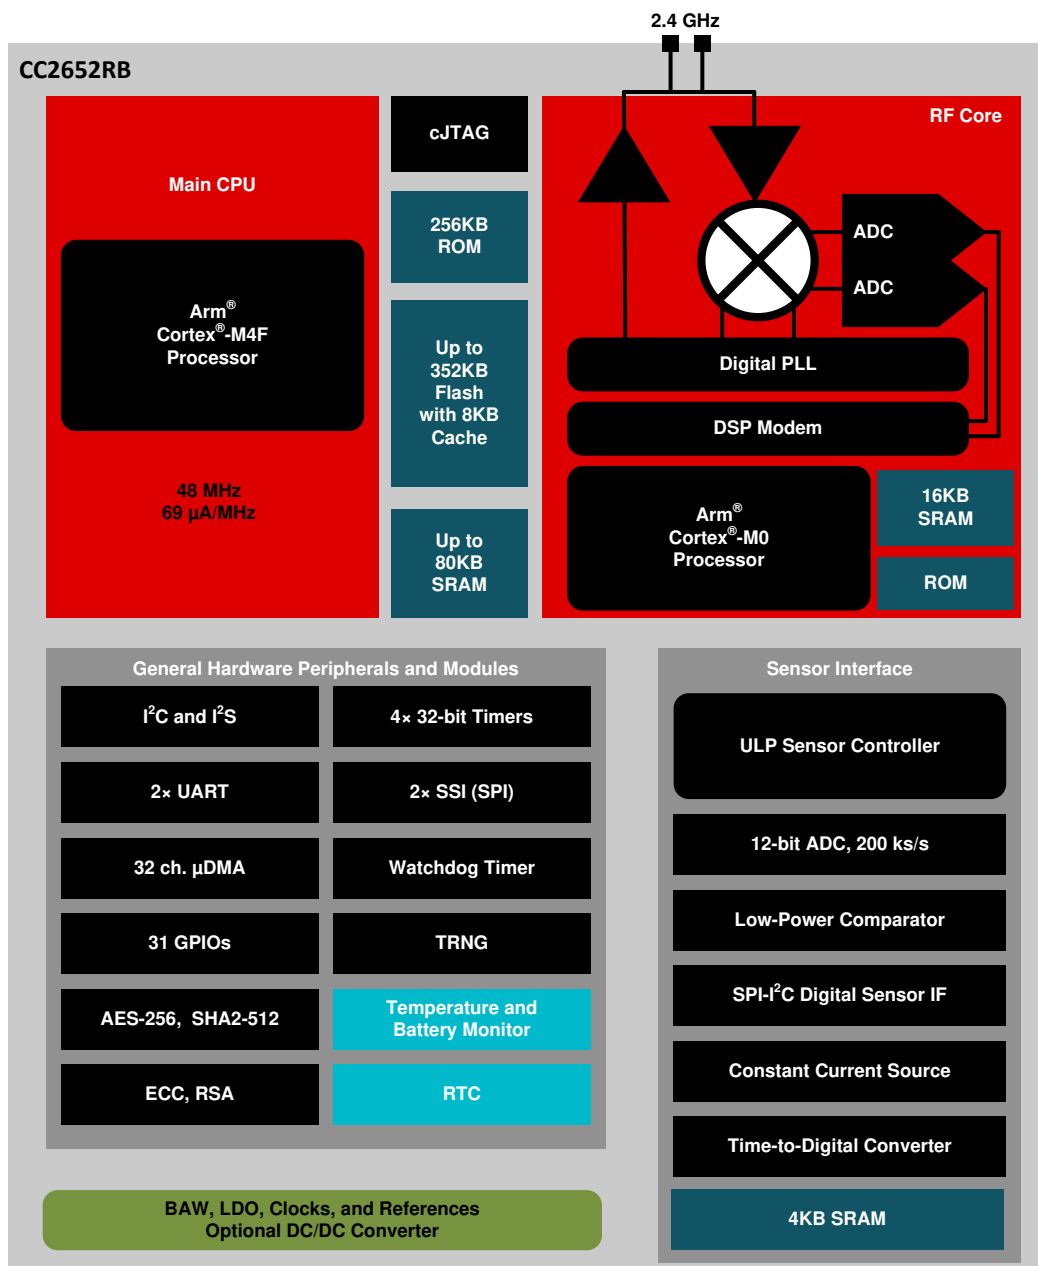 2.4 GHz
CC2652RB
Main CPU
Arm®
Cortex®-M4F
Processor
48 MHz
69 µA/MHz
cJTAG
256KB
ROM
Up to
352KB
Flash
with 8KB
Cache
Up to
80KB
SRAM
RF Core
ADC
ADC
Digital PLL
DSP Modem
Arm®
Cortex®-M0
Processor
16KB
SRAM
ROM
General Hardware Peripherals and Modules
I²C and I²S
4× 32-bit Timers
2× UART
2× SSI (SPI)
32 ch. µDMA
Watchdog Timer
31 GPIOs
TRNG
AES-256, SHA2-512
Temperature and
Battery Monitor
ECC, RSA
RTC
Sensor Interface
ULP Sensor Controller
12-bit ADC, 200 ks/s
Low-Power Comparator
SPI-I²C Digital Sensor IF
Constant Current Source
Time-to-Digital Converter
4KB SRAM
BAW, LDO, Clocks, and References
Optional DC/DC Converter